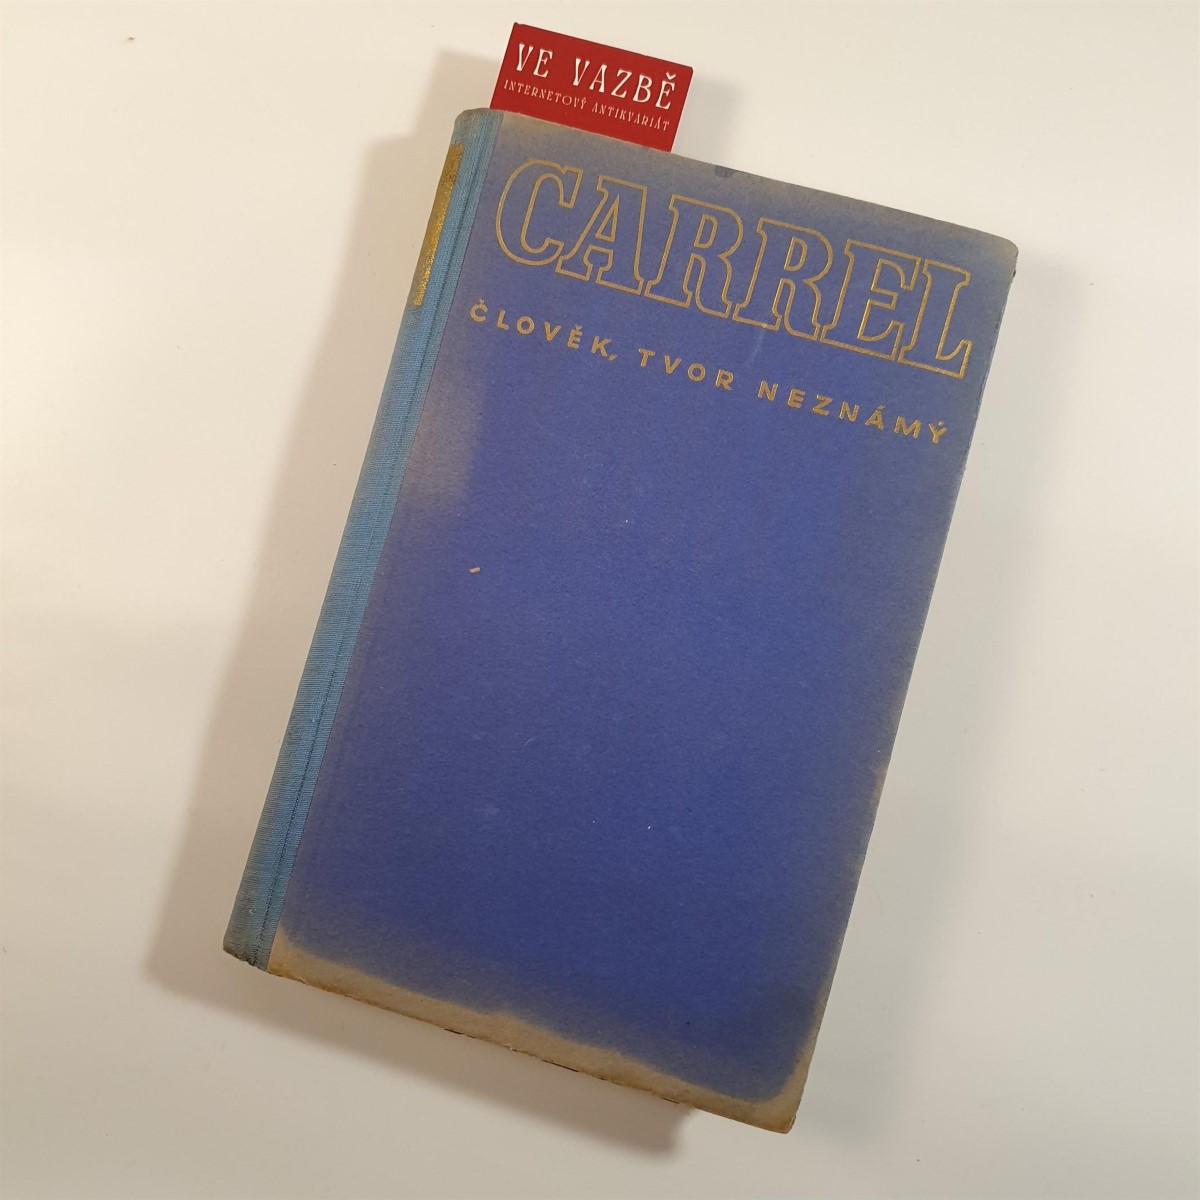 VE VAZBĚ
INTERNETOVÝ ANTIKVARIÁT
CARREL
ČLOVĚK, TVOR NEZNÁMÝ